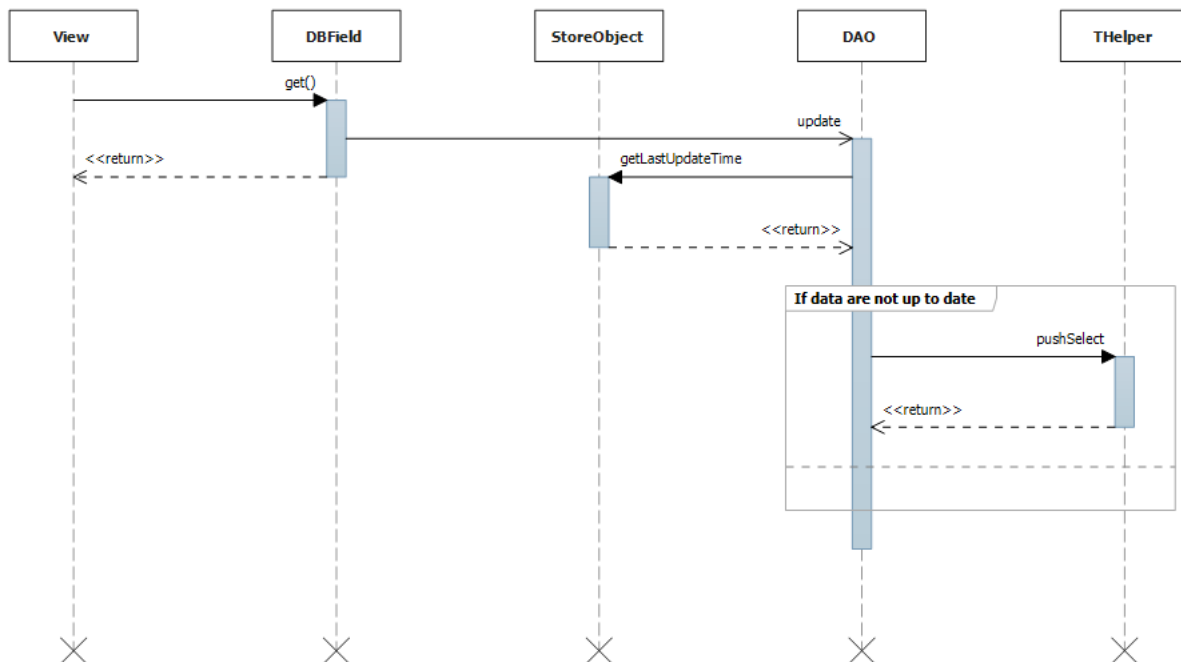 View
DBField
StoreObject
DAO
THelper
get()
update
<<return>>
getLastUpdateTime
<<return>>
If data are not up to date
pushSelect
<<return>>